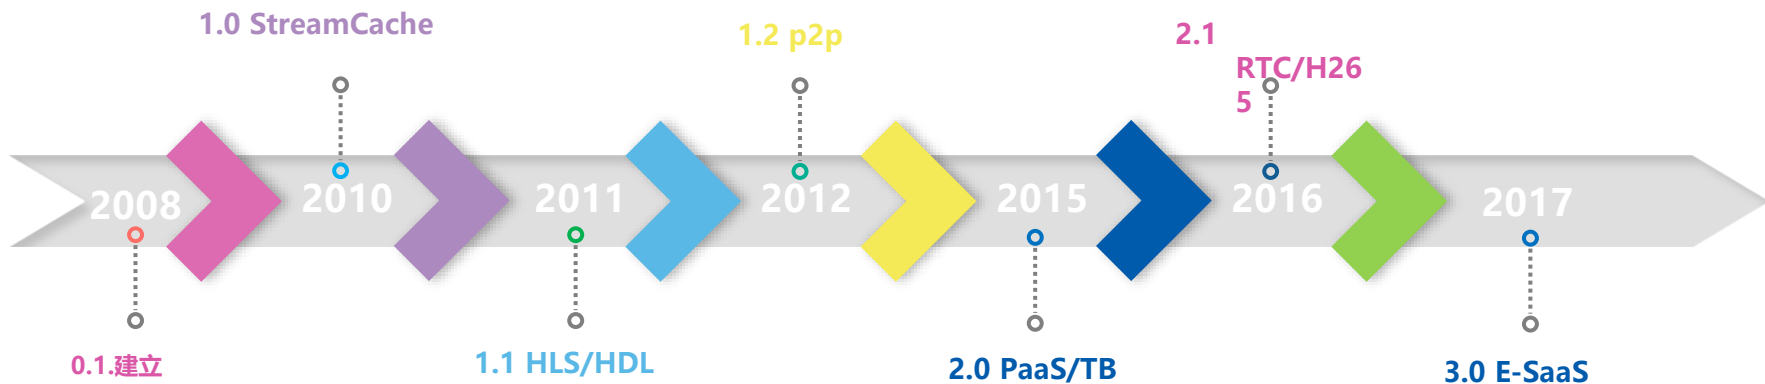 1.0 StreamCache
1.2 p2p
2.1
RTC/H26
5
2008
2010
2011
2012
2015
2016
2017
0.1.建立
1.1 HLS/HDL
2.0 PaaS/TB
3.0 E-SaaS